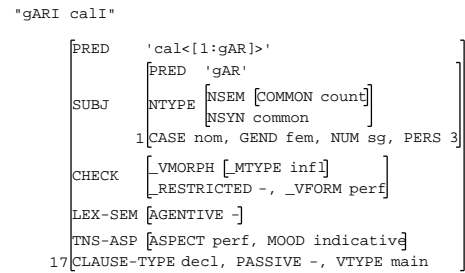 "gARI calI"
PRED 'cal<[1:gAR]>'
PRED 'gAR'
SUBJ NTYPE NSEM COMMON count
NSYN common
1 CASE nom, GEND fem, NUM sg, PERS 3
CHECK _VMORPH _MTYPE infl
_RESTRICTED -, _VFORM perf
LEX-SEM AGENTIVE -
TNS-ASP ASPECT perf, MOOD indicative
17 CLAUSE-TYPE decl, PASSIVE -, VTYPE main